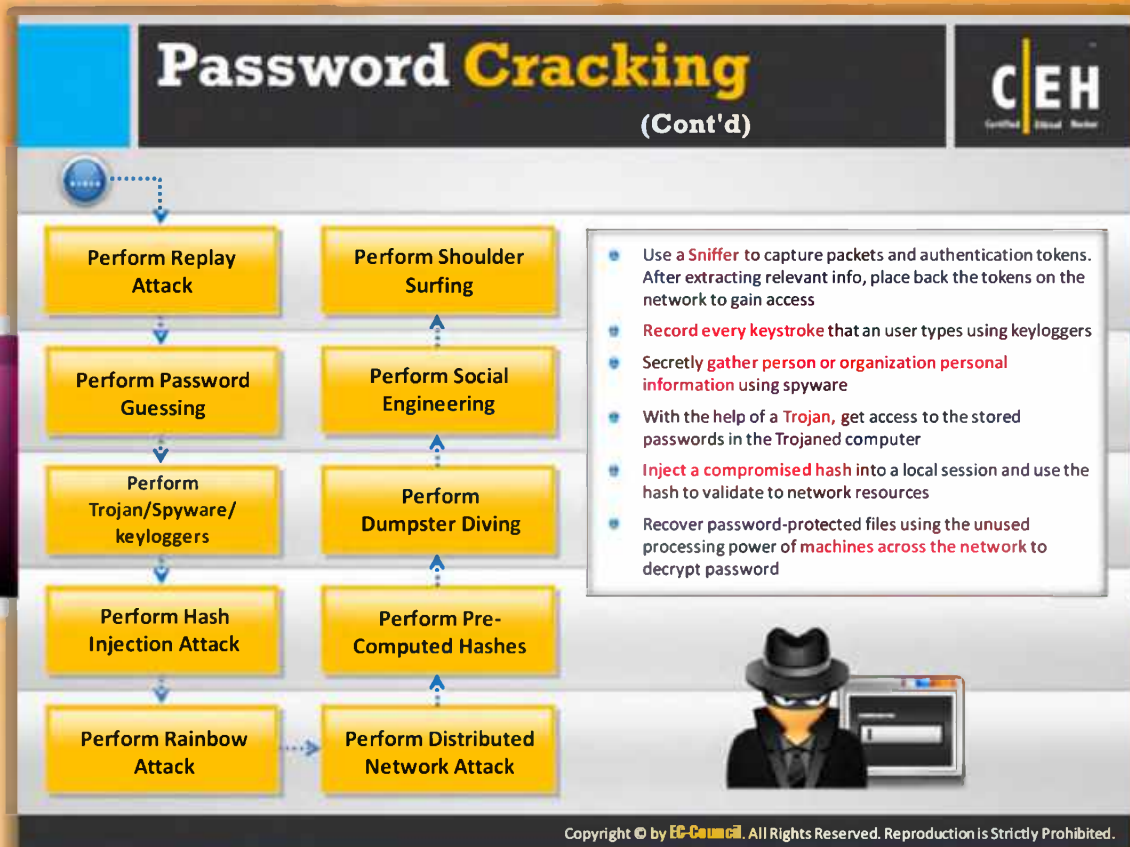 Password Cracking
(Cont'd)
CEH
Certified Ethical Hacker
Perform Replay
Attack
Perform Password
Guessing
Perform
Trojan/Spyware/
keyloggers
Perform Hash
Injection Attack
Perform Rainbow
Attack
Perform Distributed
Network Attack
Perform Pre-
Computed Hashes
Perform
Dumpster Diving
Perform Social
Engineering
Perform Shoulder
Surfing
Use a Sniffer to capture packets and authentication tokens.
After extracting relevant info, place back the tokens on the
network to gain access
Record every keystroke that an user types using keyloggers
Secretly gather person or organization personal
information using spyware
With the help of a Trojan, get access to the stored
passwords in the Trojaned computer
Inject a compromised hash into a local session and use the
hash to validate to network resources
Recover password-protected files using the unused
processing power of machines across the network to
decrypt password
Copyright © by EC-Council. All Rights Reserved. Reproduction is Strictly Prohibited.